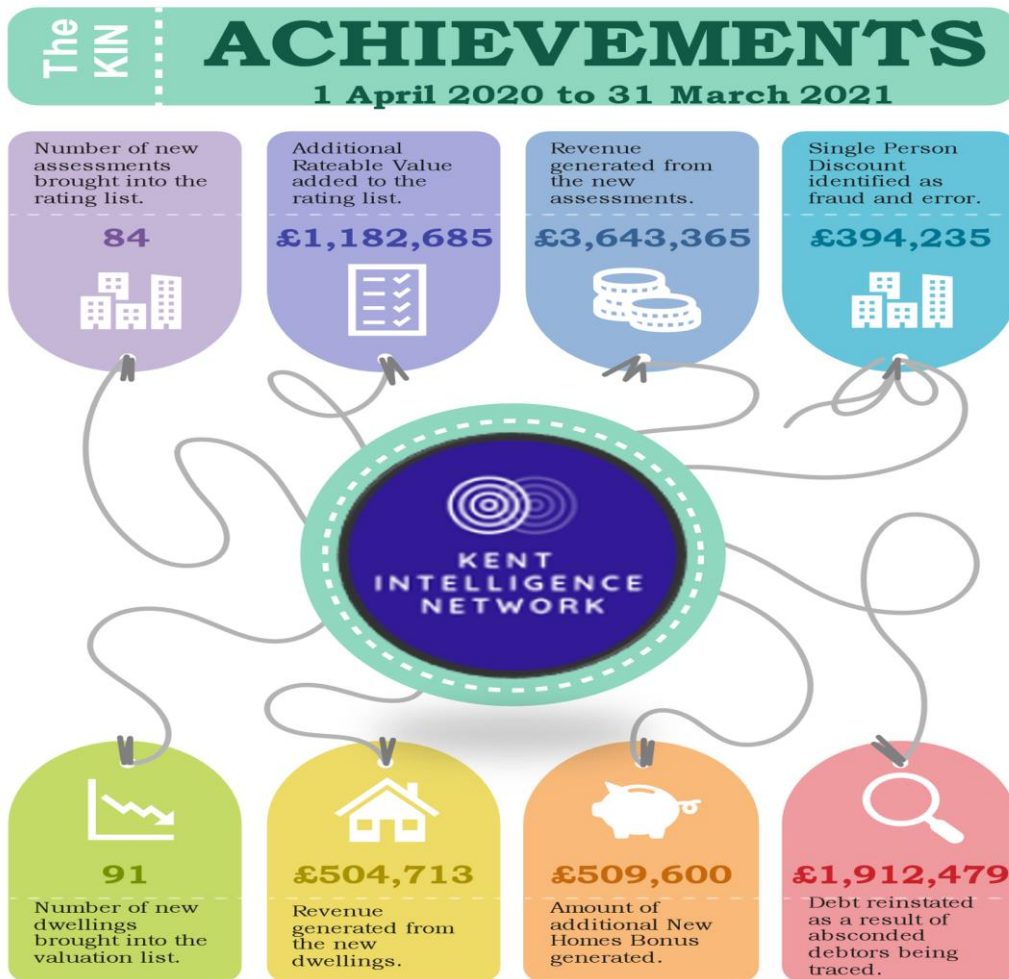 The
KIN
ACHIEVEMENTS
1 April 2020 to 31 March 2021
Number of new
assessments
brought into the
rating list.
84
Additional
Rateable Value
added to the
rating list.
£1,182,685
Revenue
generated from
the new
assessments.
£3,643,365
Single Person
Discount
identified as
fraud and error.
£394,235
KENT
INTELLIGENCE
NETWORK
91
Number of new
dwellings
brought into the
valuation list.
£504,713
Revenue
generated from
the new
dwellings.
£509,600
Amount of
additional New
Homes Bonus
generated.
£1,912,479
Debt reinstated
as a result of
absconded
debtors being
traced.